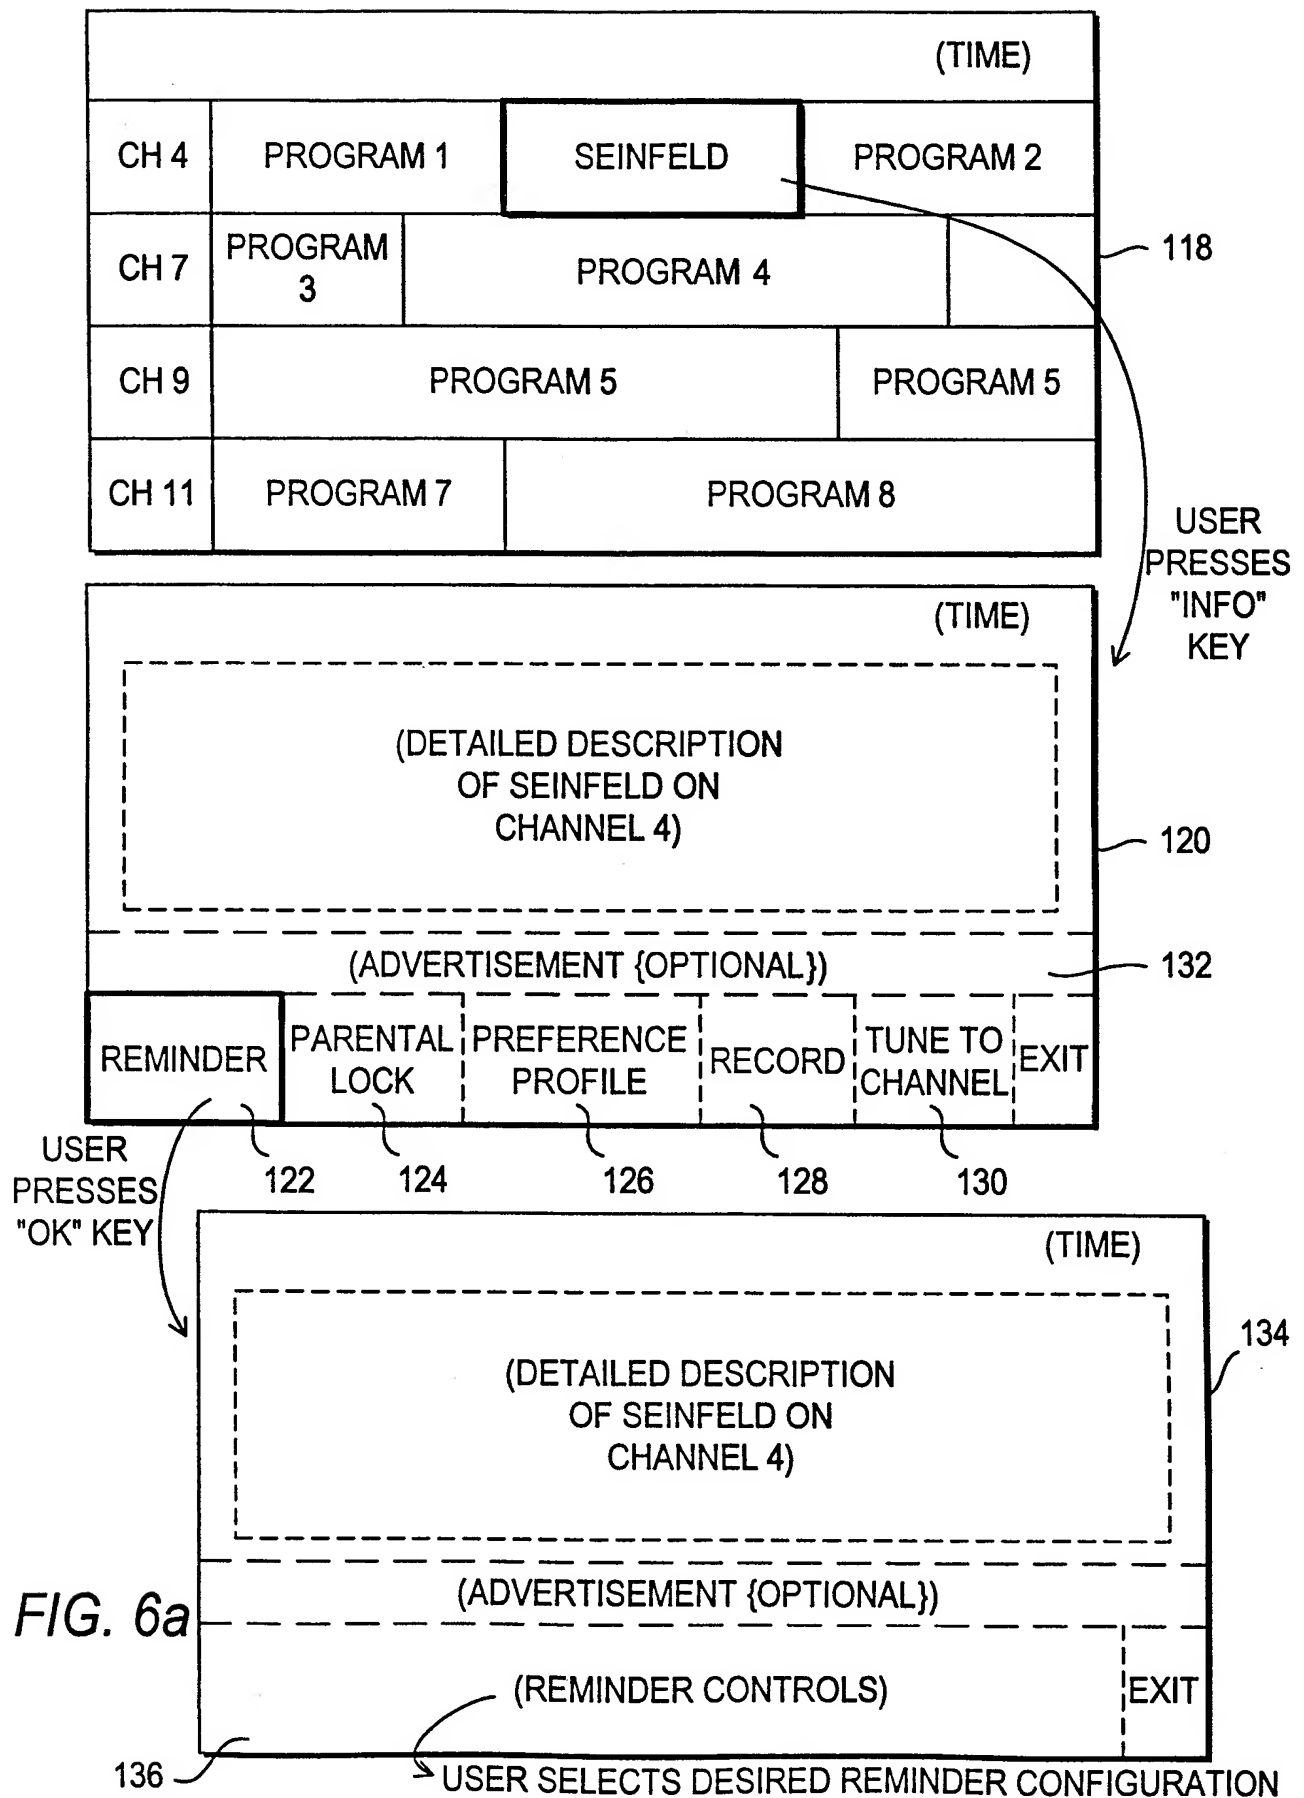 (TIME)
CH 4 PROGRAM 1 SEINFELD PROGRAM 2
CH 7 PROGRAM
3 PROGRAM 4
118
CH 9 PROGRAM 5 PROGRAM 5
CH 11 PROGRAM 7 PROGRAM 8
USER
PRESSES
"INFO"
KEY
(TIME)
(DETAILED DESCRIPTION
OF SEINFELD ON
CHANNEL 4)
120
(ADVERTISEMENT {OPTIONAL})
132
REMINDER
PARENTAL
LOCK
PREFERENCE
PROFILE
RECORD
TUNE TO
CHANNEL
EXIT
122 124 126 128 130
USER
PRESSES
"OK" KEY
(TIME)
134
(DETAILED DESCRIPTION
OF SEINFELD ON
CHANNEL 4)
(ADVERTISEMENT {OPTIONAL})
FIG. 6a
(REMINDER CONTROLS)
EXIT
136
USER SELECTS DESIRED REMINDER CONFIGURATION